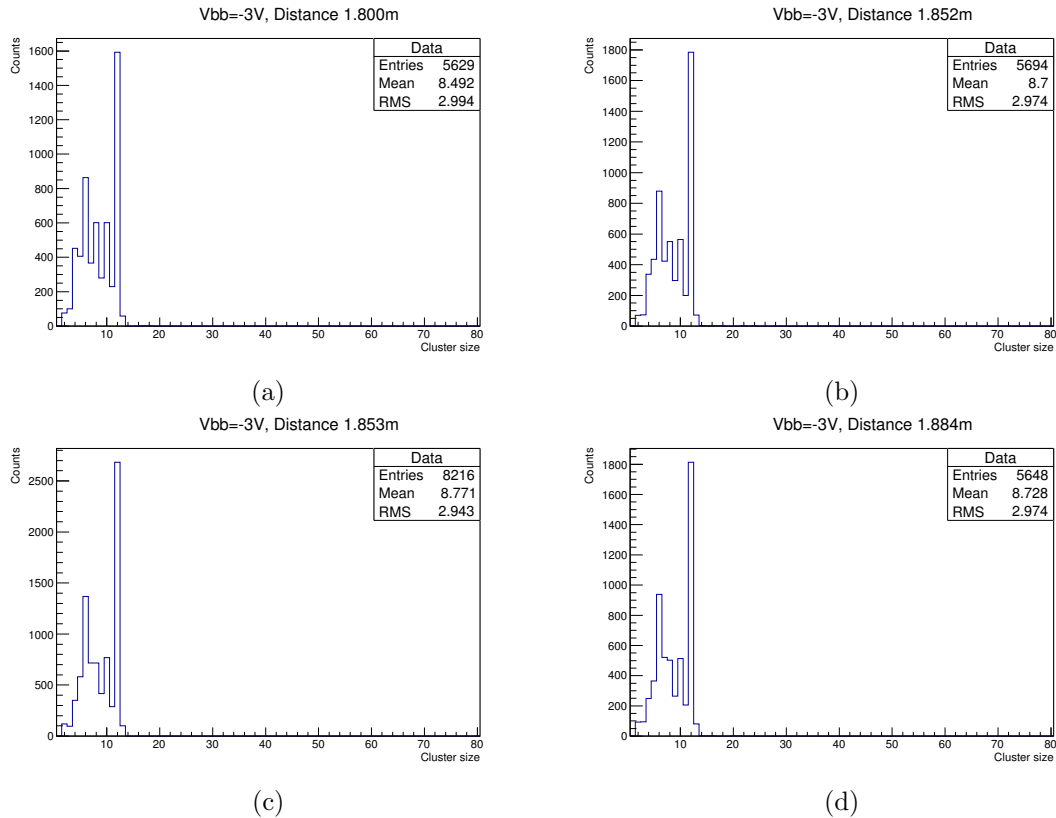 Vbb=-3V, Distance 1.800m
Counts
1600
1400
1200
1000
800
600
400
200
0
10 20 30 40 50 60 70 80
Cluster size
Data
Entries 5629
Mean 8.492
RMS 2.994
(a)
Vbb=-3V, Distance 1.852m
Counts
1800
1600
1400
1200
1000
800
600
400
200
0
10 20 30 40 50 60 70 80
Cluster size
Data
Entries 5694
Mean 8.7
RMS 2.974
(b)
Vbb=-3V, Distance 1.853m
Counts
2500
2000
1500
1000
500
0
10 20 30 40 50 60 70 80
Cluster size
Data
Entries 8216
Mean 8.771
RMS 2.943
(c)
Vbb=-3V, Distance 1.884m
Counts
1800
1600
1400
1200
1000
800
600
400
200
0
10 20 30 40 50 60 70 80
Cluster size
Data
Entries 5648
Mean 8.728
RMS 2.974
(d)